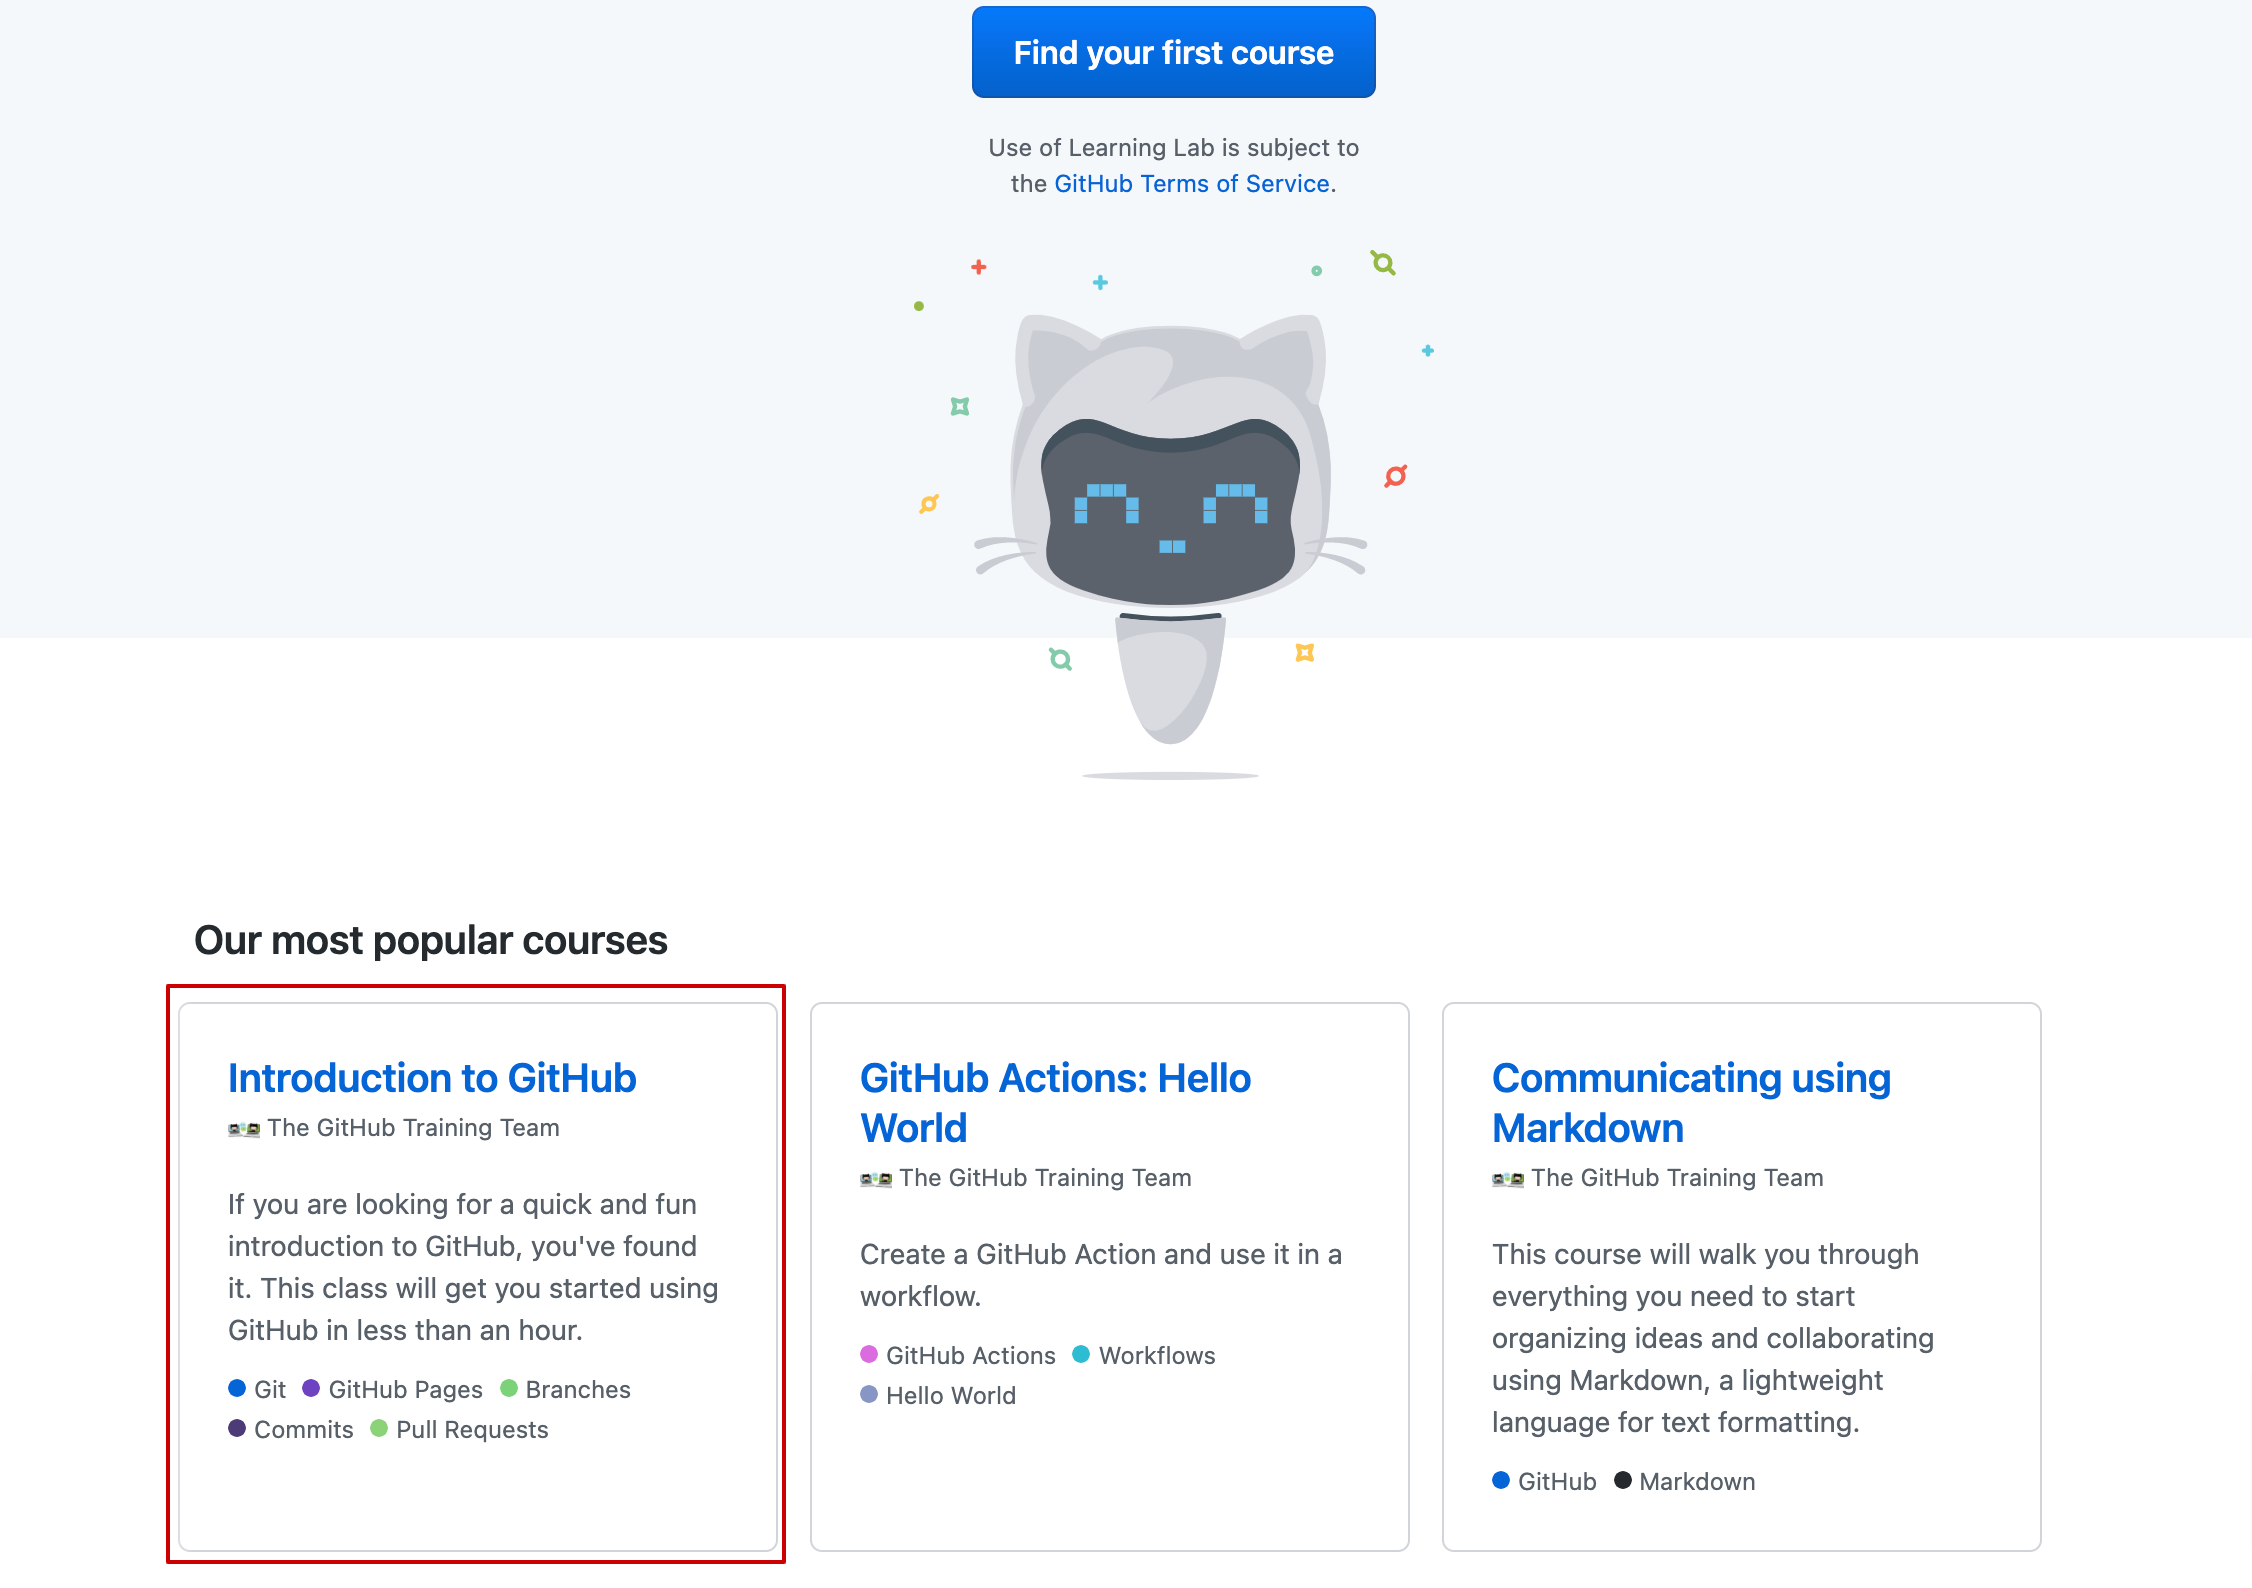 Find your first course
Use of Learning Lab is subject to
the GitHub Terms of Service.
Our most popular courses
Introduction to GitHub
The GitHub Training Team
If you are looking for a quick and fun
introduction to GitHub, you've found
it. This class will get you started using
GitHub in less than an hour.
Git GitHub Pages Branches
Commits Pull Requests
GitHub Actions: Hello
World
The GitHub Training Team
Create a GitHub Action and use it in a
workflow.
GitHub Actions Workflows
Hello World
Communicating using
Markdown
The GitHub Training Team
This course will walk you through
everything you need to start
organizing ideas and collaborating
using Markdown, a lightweight
language for text formatting.
GitHub Markdown